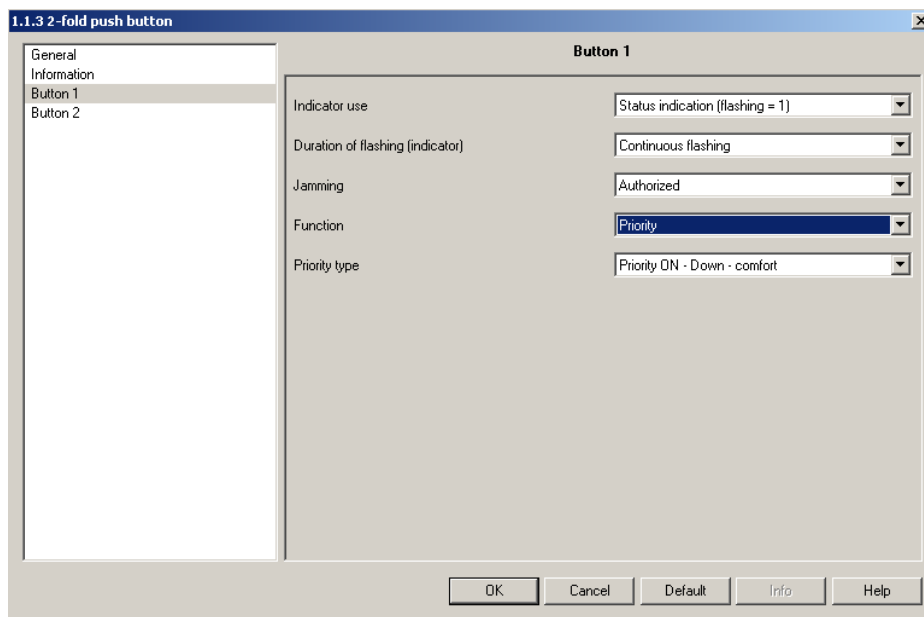 1.1.3 2-fold push button
General
Information
Button 1
Button 2
Button 1
Indicator use
Status indication (flashing = 1)
Duration of flashing (indicator)
Continuous flashing
Jamming
Authorized
Function
Priority
Priority type
Priority ON - Down - comfort
OK
Cancel
Default
Info
Help